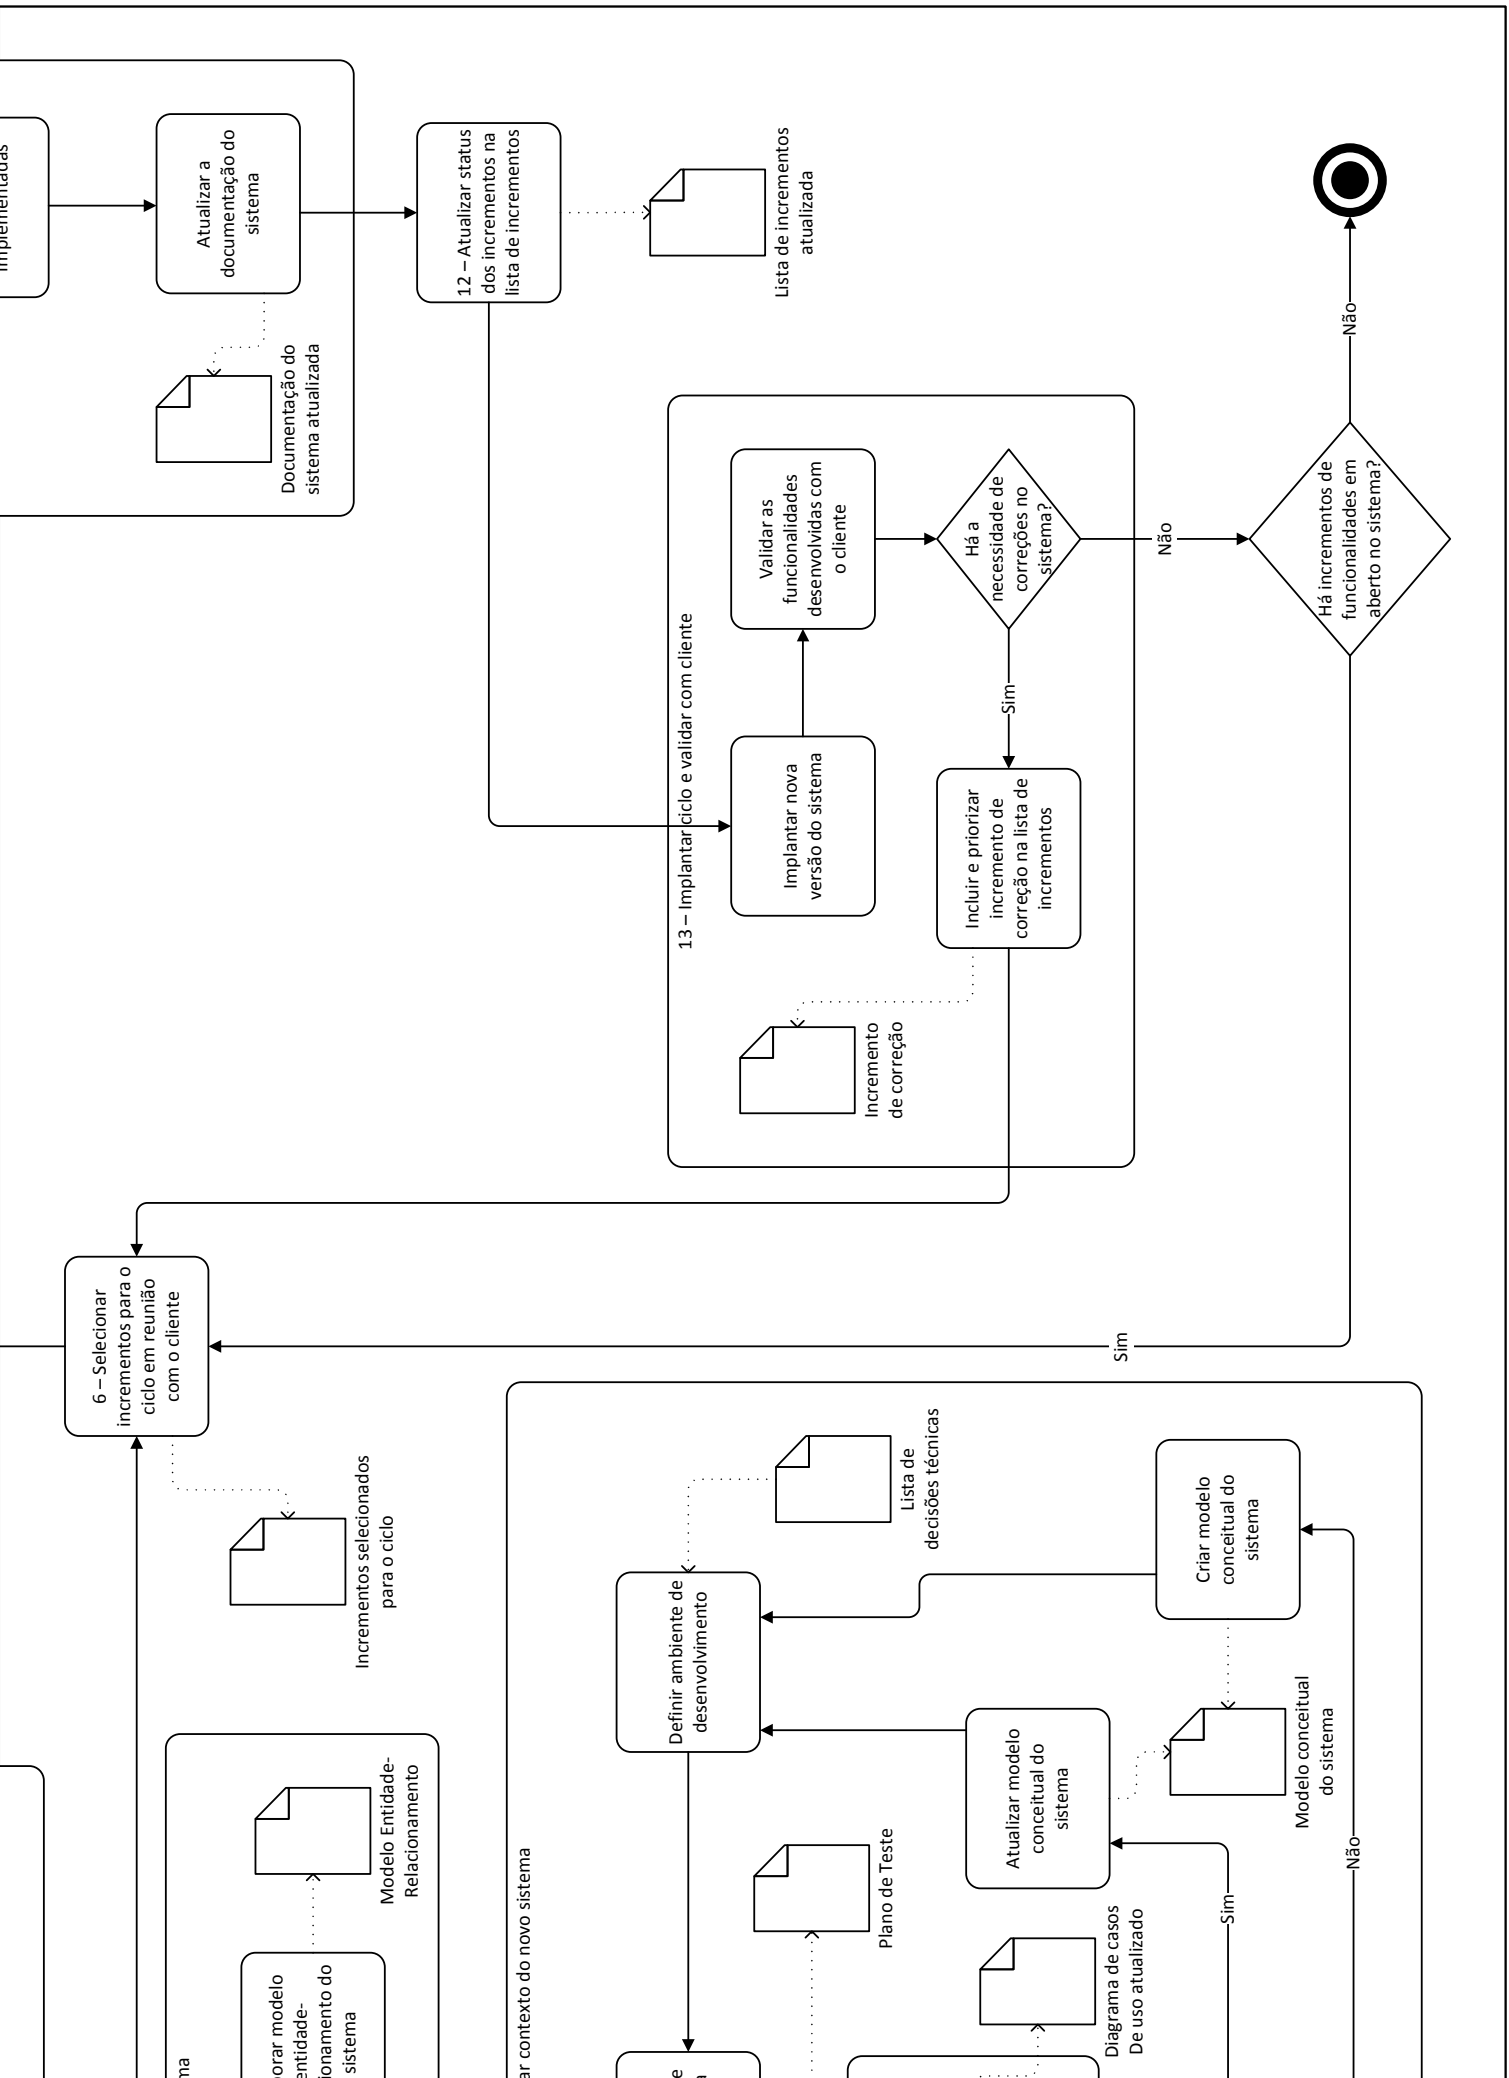 Implementadas
Atualizar a
documentação do
sistema
Documentação do
sistema atualizada
12 – Atualizar status
dos incrementos na
lista de incrementos
Lista de incrementos
atualizada
13 – Implantar ciclo e validar com cliente
Implantar nova
versão do sistema
Validar as
funcionalidades
desenvolvidas com
o cliente
Há a
necessidade de
correções no
sistema?
Sim
Não
Incluir e priorizar
incremento de
correção na lista de
incrementos
Incremento
de correção
Há incrementos de
funcionalidades em
aberto no sistema?
Não
Sim
6 – Selecionar
incrementos para o
ciclo em reunião
com o cliente
Incrementos selecionados
para o ciclo
ma
orar modelo
entidade-
ionamento do
sistema
Modelo Entidade-
Relacionamento
ar contexto do novo sistema
Definir ambiente de
desenvolvimento
Lista de
decisões técnicas
Criar modelo
conceitual do
sistema
Atualizar modelo
conceitual do
sistema
Modelo conceitual
do sistema
Plano de Teste
Diagrama de casos
De uso atualizado
Sim
Não